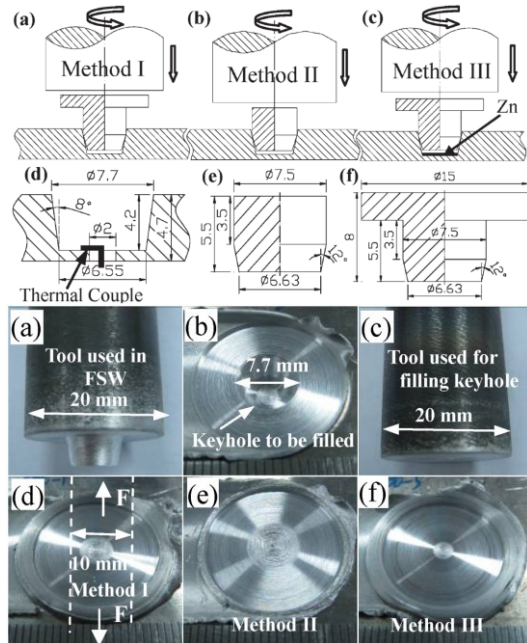 (a)
(b)
(c)
Method I
Method II
Method III
Zn
(d)
(e)
(f)
ø7.7
8°
4.2
4.7
ø2
ø6.55
Thermal Couple
ø7.5
5.5
3.5
12°
ø6.63
ø15
8
5.5
3.5
ø7.5
12°
ø6.63
(a)
Tool used in
FSW
20 mm
(b)
7.7 mm
Keyhole to be filled
(c)
Tool used for
filling keyhole
20 mm
(d)
F
10 mm
Method I
F
(e)
Method II
(f)
Method III